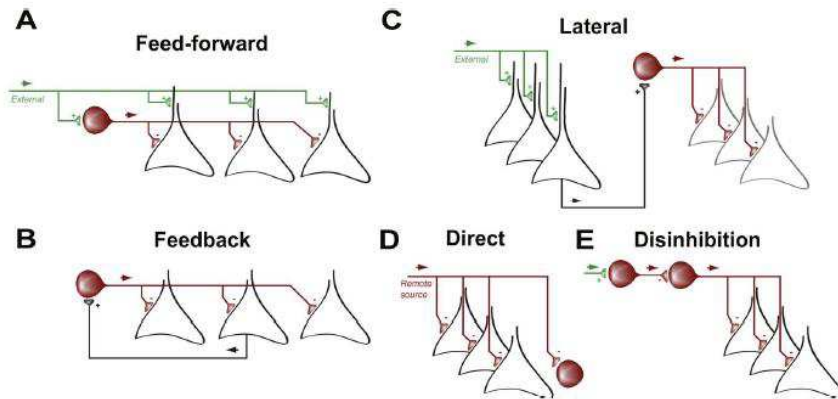 A
Feed-forward
External
B
Feedback
C
Lateral
External
D
Direct
Remote
source
E
Disinhibition